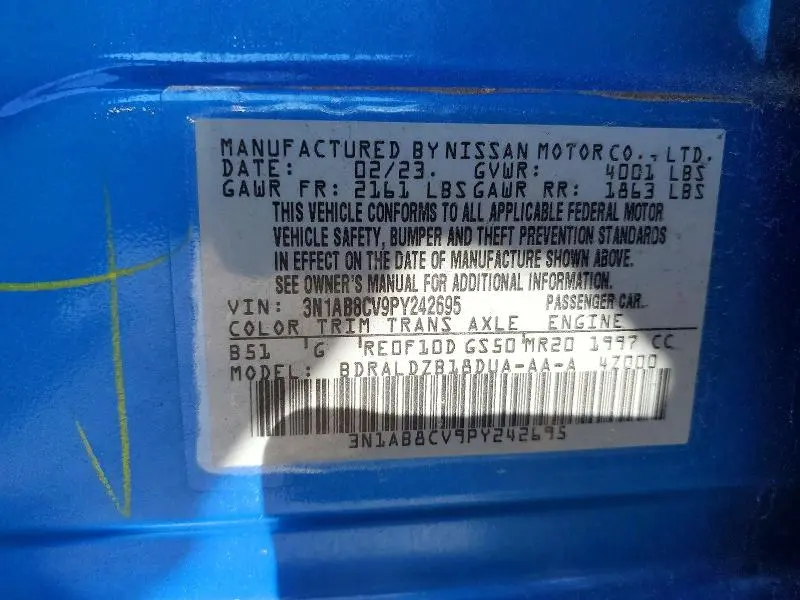 MANUFACTURED BY NISSAN MOTOR CO., LTD.
DATE: 02/23. GVWR: 4001 LBS
GAWR FR: 2161 LBS GAWR RR: 1863 LBS
THIS VEHICLE CONFORMS TO ALL APPLICABLE FEDERAL MOTOR
VEHICLE SAFETY, BUMPER AND THEFT PREVENTION STANDARDS
IN EFFECT ON THE DATE OF MANUFACTURE SHOWN ABOVE.
SEE OWNER'S MANUAL FOR ADDITIONAL INFORMATION.
VIN: 3N1AB8CV9PY242695 PASSENGER CAR
COLOR TRIM TRANS AXLE ENGINE
B51 G RE0F10D GS50 MR20 1997 CC
MODEL: BDRALDZB18DUA-AA-A 4Z000
3N1AB8CV9PY242695